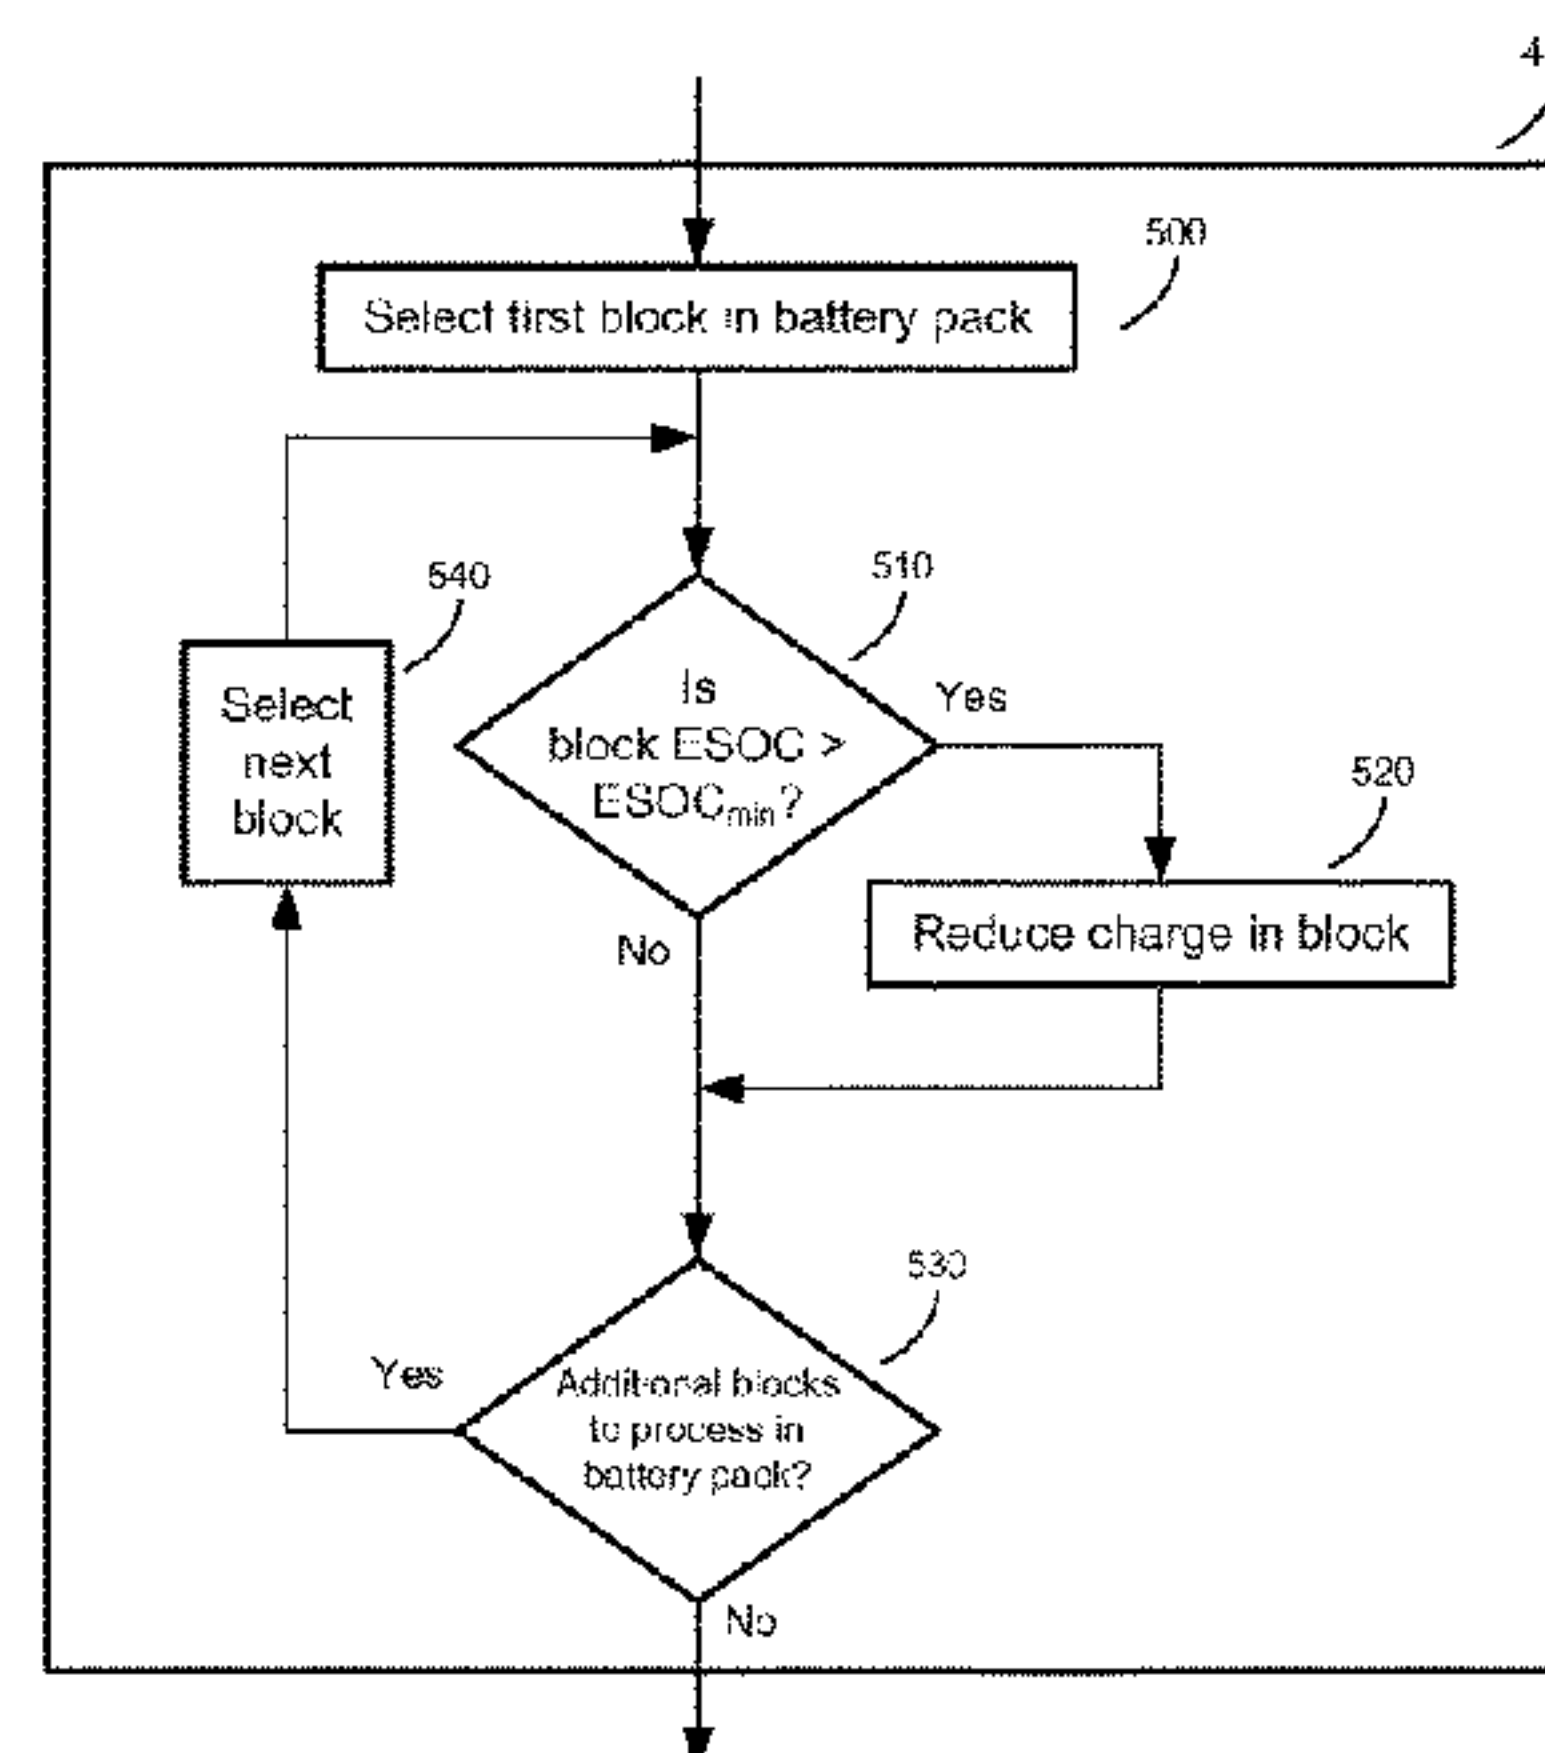 4
500
Select first block in battery pack
540
510
Select
next
block
Is
block ESOC >
ESOCmin?
Yes
520
Reduce charge in block
No
530
Yes
Additional blocks
to process in
battery pack?
No